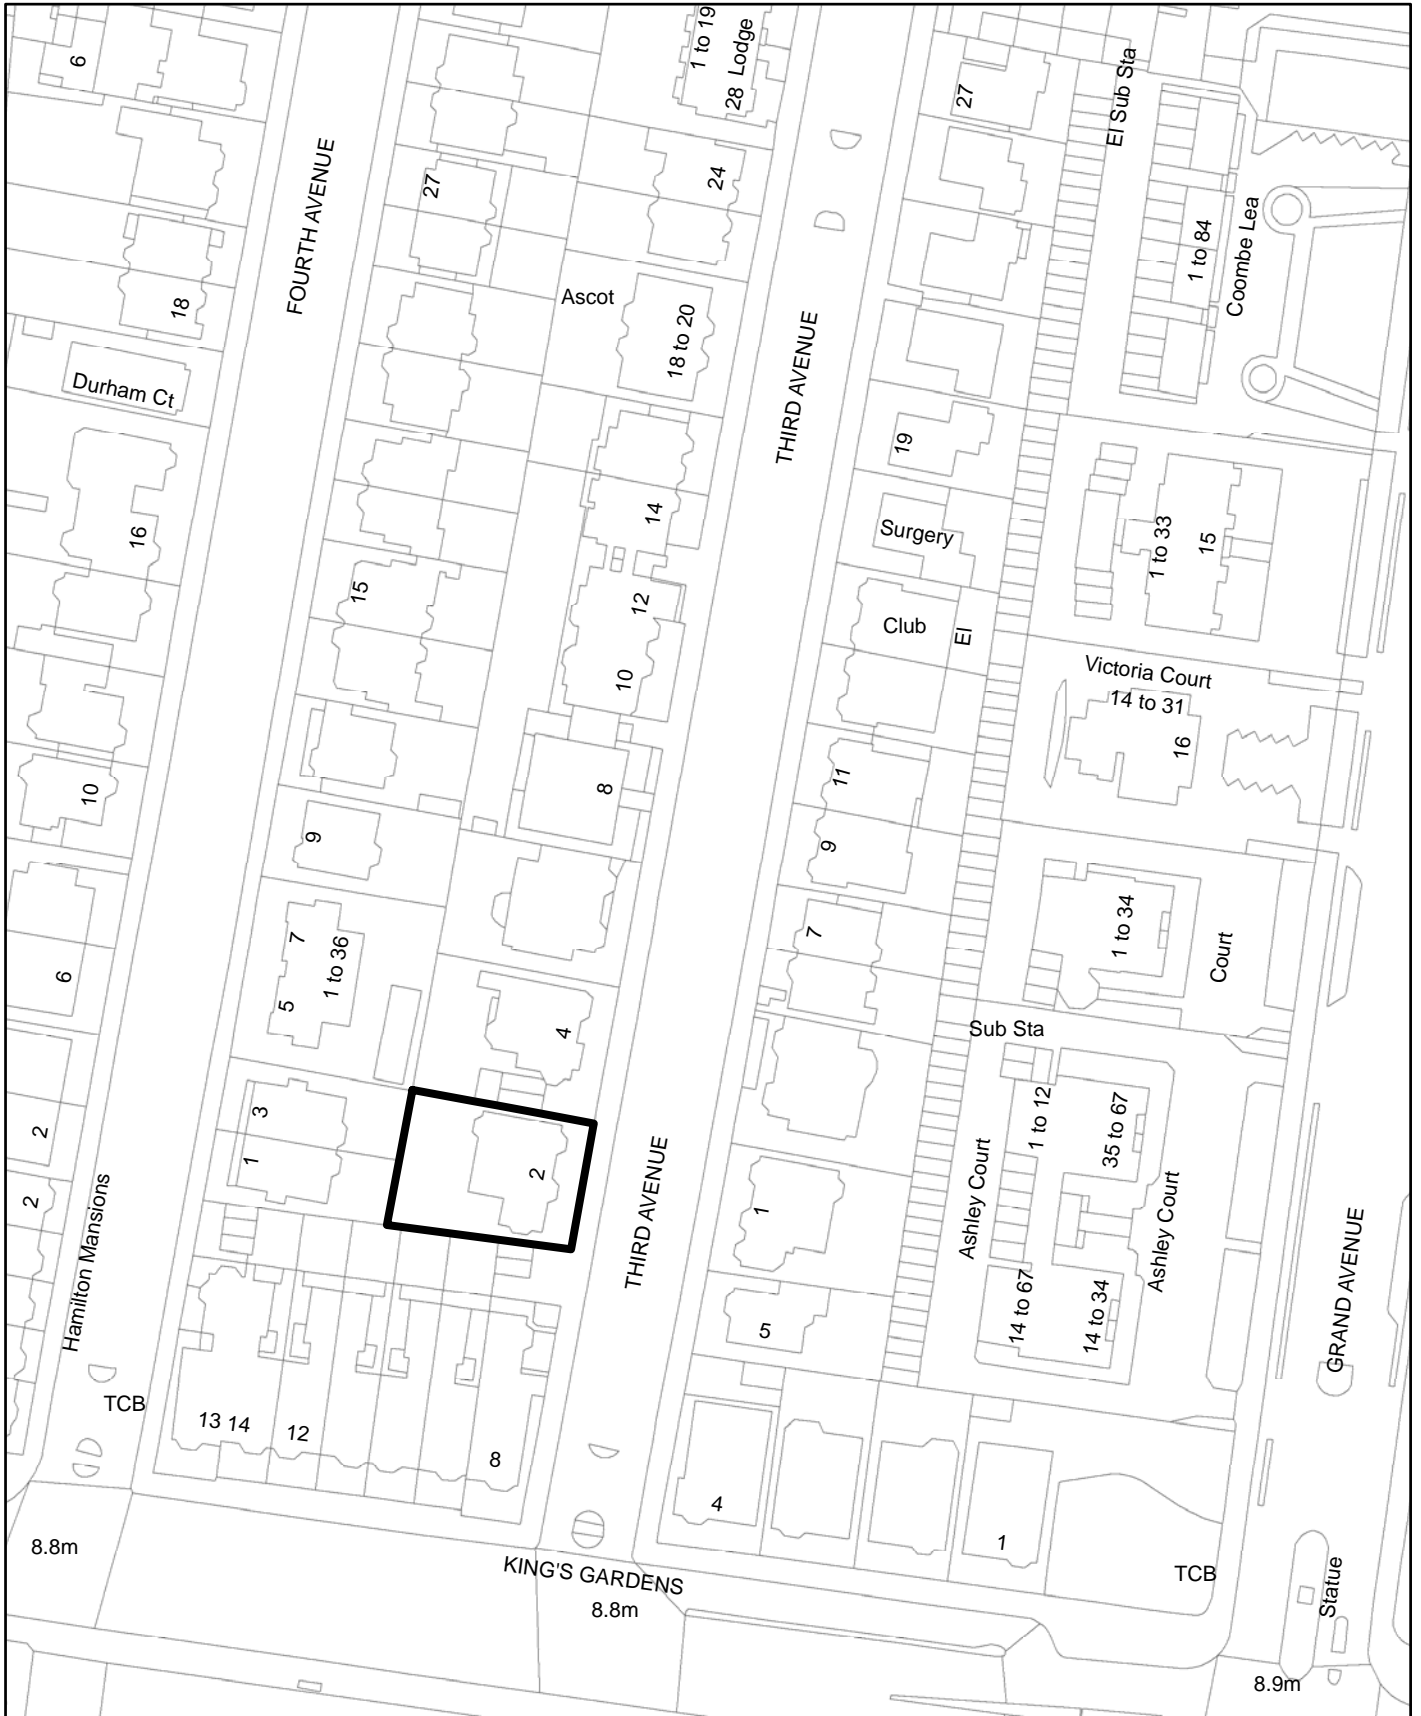 6
1 to 19
28 Lodge
El Sub Sta
27
FOURTH AVENUE
27
24
18
Ascot
18 to 20
THIRD AVENUE
1 to 84
Coombe Lea
Durham Ct
16
14
19
Surgery
1 to 33
15
15
12
10
Club
El
Victoria Court
14 to 31
16
10
9
8
11
9
7
1 to 34
Court
6
7
5
1 to 36
4
Sub Sta
2
2
Hamilton Mansions
3
1
2
THIRD AVENUE
1
5
Ashley Court
1 to 12
35 to 67
Ashley Court
14 to 67
14 to 34
GRAND AVENUE
TCB
13 14
12
8
4
1
TCB
8.8m
KING'S GARDENS
8.8m
Statue
8.9m